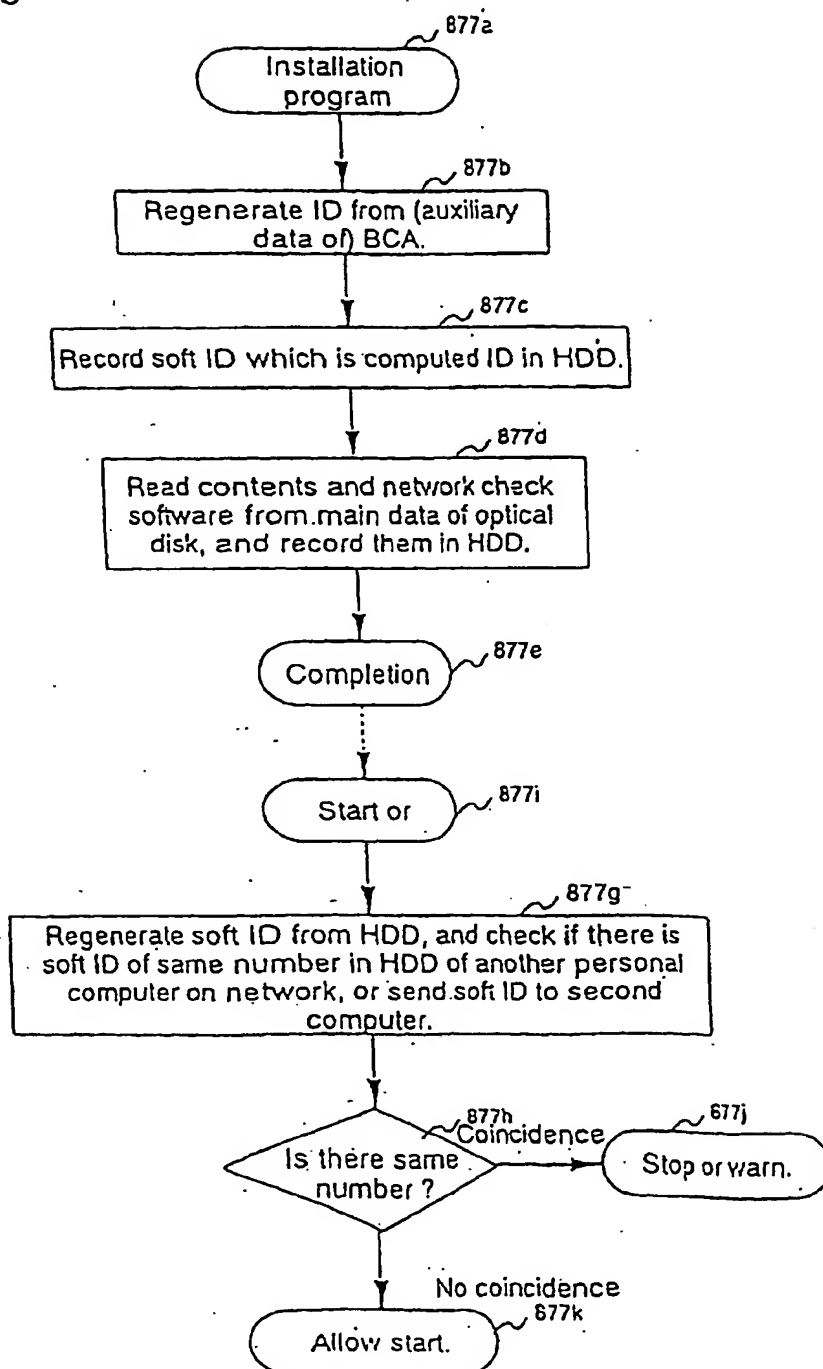 877a
Installation
program
877b
Regenerate ID from (auxiliary
data of) BCA.
877c
Record soft ID which is computed ID in HDD.
877d
Read contents and network check
software from main data of optical
disk, and record them in HDD.
877e
Completion
877i
Start or
877g
Regenerate soft ID from HDD, and check if there is
soft ID of same number in HDD of another personal
computer on network, or send soft ID to second
computer.
877h
Coincidence
677j
Is there same
number ?
Stop or warn.
No coincidence
877k
Allow start.